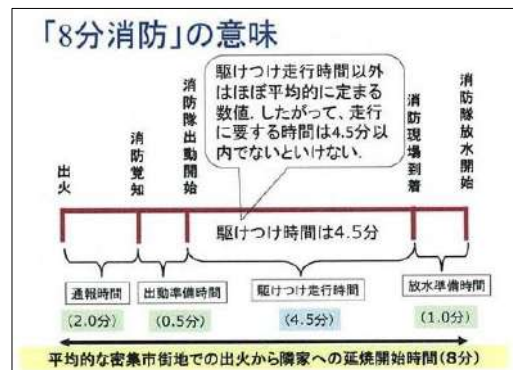 「8分消防」の意味
駆けつけ走行時間以外
はほぼ平均的に定まる
数値．したがって、走行
に要する時間は4.5分以
内でないといけない．
出火
消防覚知
消防隊出動開始
消防現場到着
消防隊放水開始
駆けつけ時間は4.5分
通報時間
出動準備時間
駆けつけ走行時間
放水準備時間
(2.0分)
(0.5分)
(4.5分)
(1.0分)
平均的な密集市街地での出火から隣家への延焼開始時間(8分)